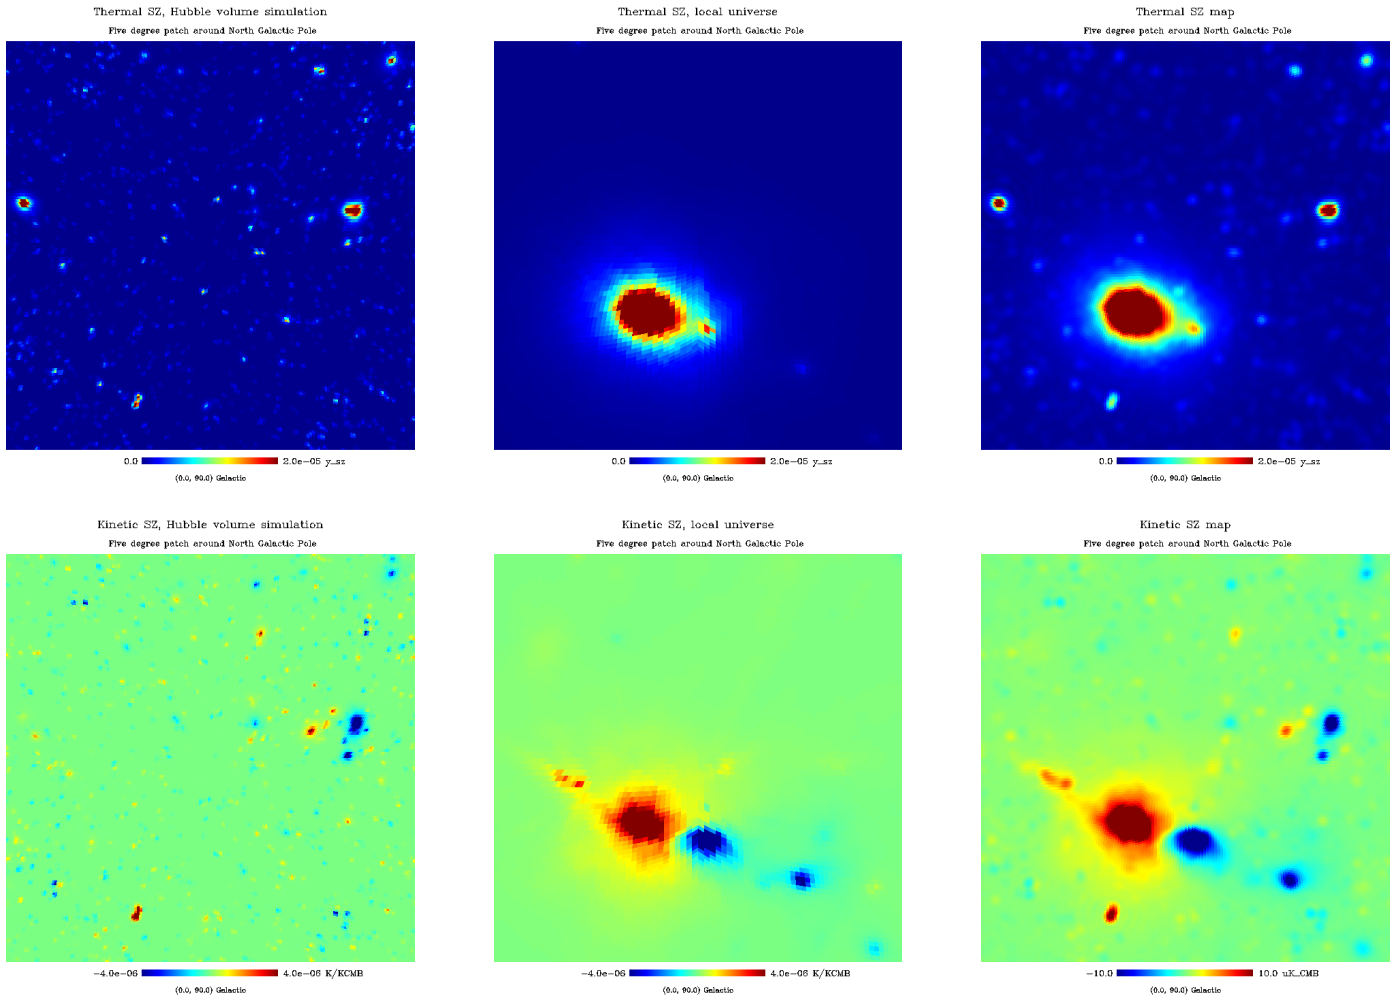 Thermal SZ, Hubble volume simulation
Five degree patch around North Galactic Pole
0.0 2.0e-05 y_sz
(0.0, 90.0) Galactic
Thermal SZ, local universe
Five degree patch around North Galactic Pole
0.0 2.0e-05 y_sz
(0.0, 90.0) Galactic
Thermal SZ map
Five degree patch around North Galactic Pole
0.0 2.0e-05 y_sz
(0.0, 90.0) Galactic
Kinetic SZ, Hubble volume simulation
Five degree patch around North Galactic Pole
-4.0e-06 4.0e-06 K/KCMB
(0.0, 90.0) Galactic
Kinetic SZ, local universe
Five degree patch around North Galactic Pole
-4.0e-06 4.0e-06 K/KCMB
(0.0, 90.0) Galactic
Kinetic SZ map
Five degree patch around North Galactic Pole
-10.0 10.0 uK_CMB
(0.0, 90.0) Galactic